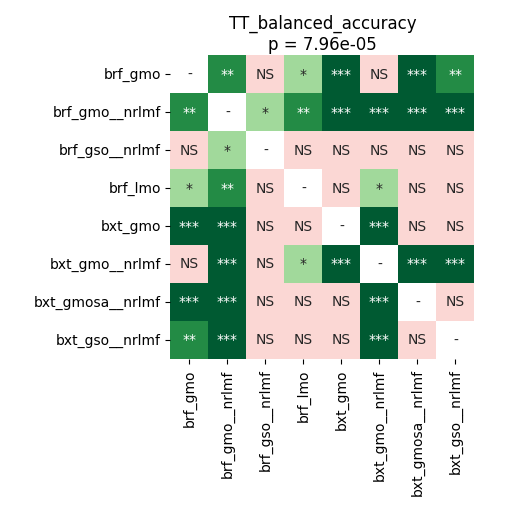 TT_balanced_accuracy
p = 7.96e-05
brf_gmo - ** NS * *** NS *** **
brf_gmo__nrlmf ** - * ** *** *** *** ***
brf_gso__nrlmf NS * - NS NS NS NS NS
brf_lmo * ** NS - NS * NS NS
bxt_gmo *** *** NS NS - *** NS NS
bxt_gmo__nrlmf NS *** NS * *** - *** ***
bxt_gmosa__nrlmf *** *** NS NS NS *** - NS
bxt_gso__nrlmf ** *** NS NS NS *** NS -
brf_gmo
brf_gmo__nrlmf
brf_gso__nrlmf
brf_lmo
bxt_gmo
bxt_gmo__nrlmf
bxt_gmosa__nrlmf
bxt_gso__nrlmf